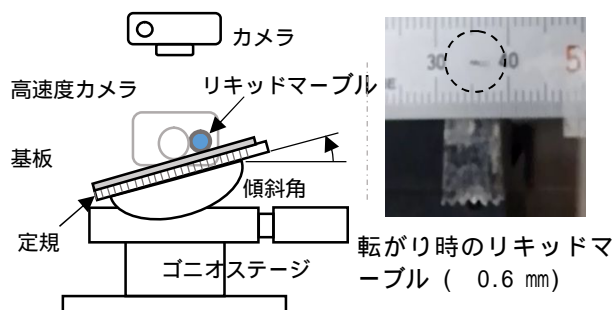 カメラ
高速度カメラ
リキッドマーブル
基板
傾斜角
定規
ゴニオステージ
30
40
5
転がり時のリキッドマ
ーブル ( 0.6 mm)